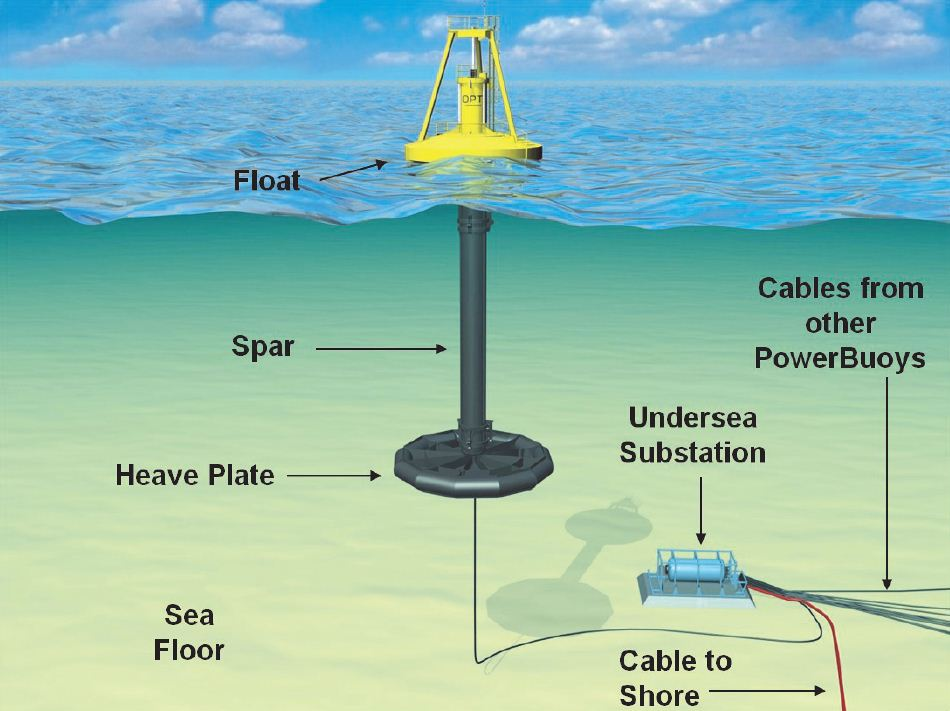 OPT
Float
Cables from
other
PowerBuoys
Spar
Undersea
Substation
Heave Plate
Sea
Floor
Cable to
Shore